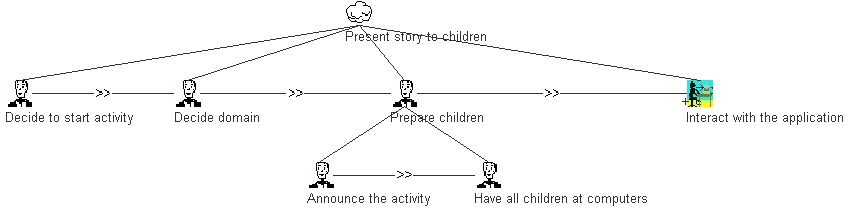 Present story to children
>> >> >>
Decide to start activity Decide domain Prepare children Interact with the application
>>
Announce the activity Have all children at computers